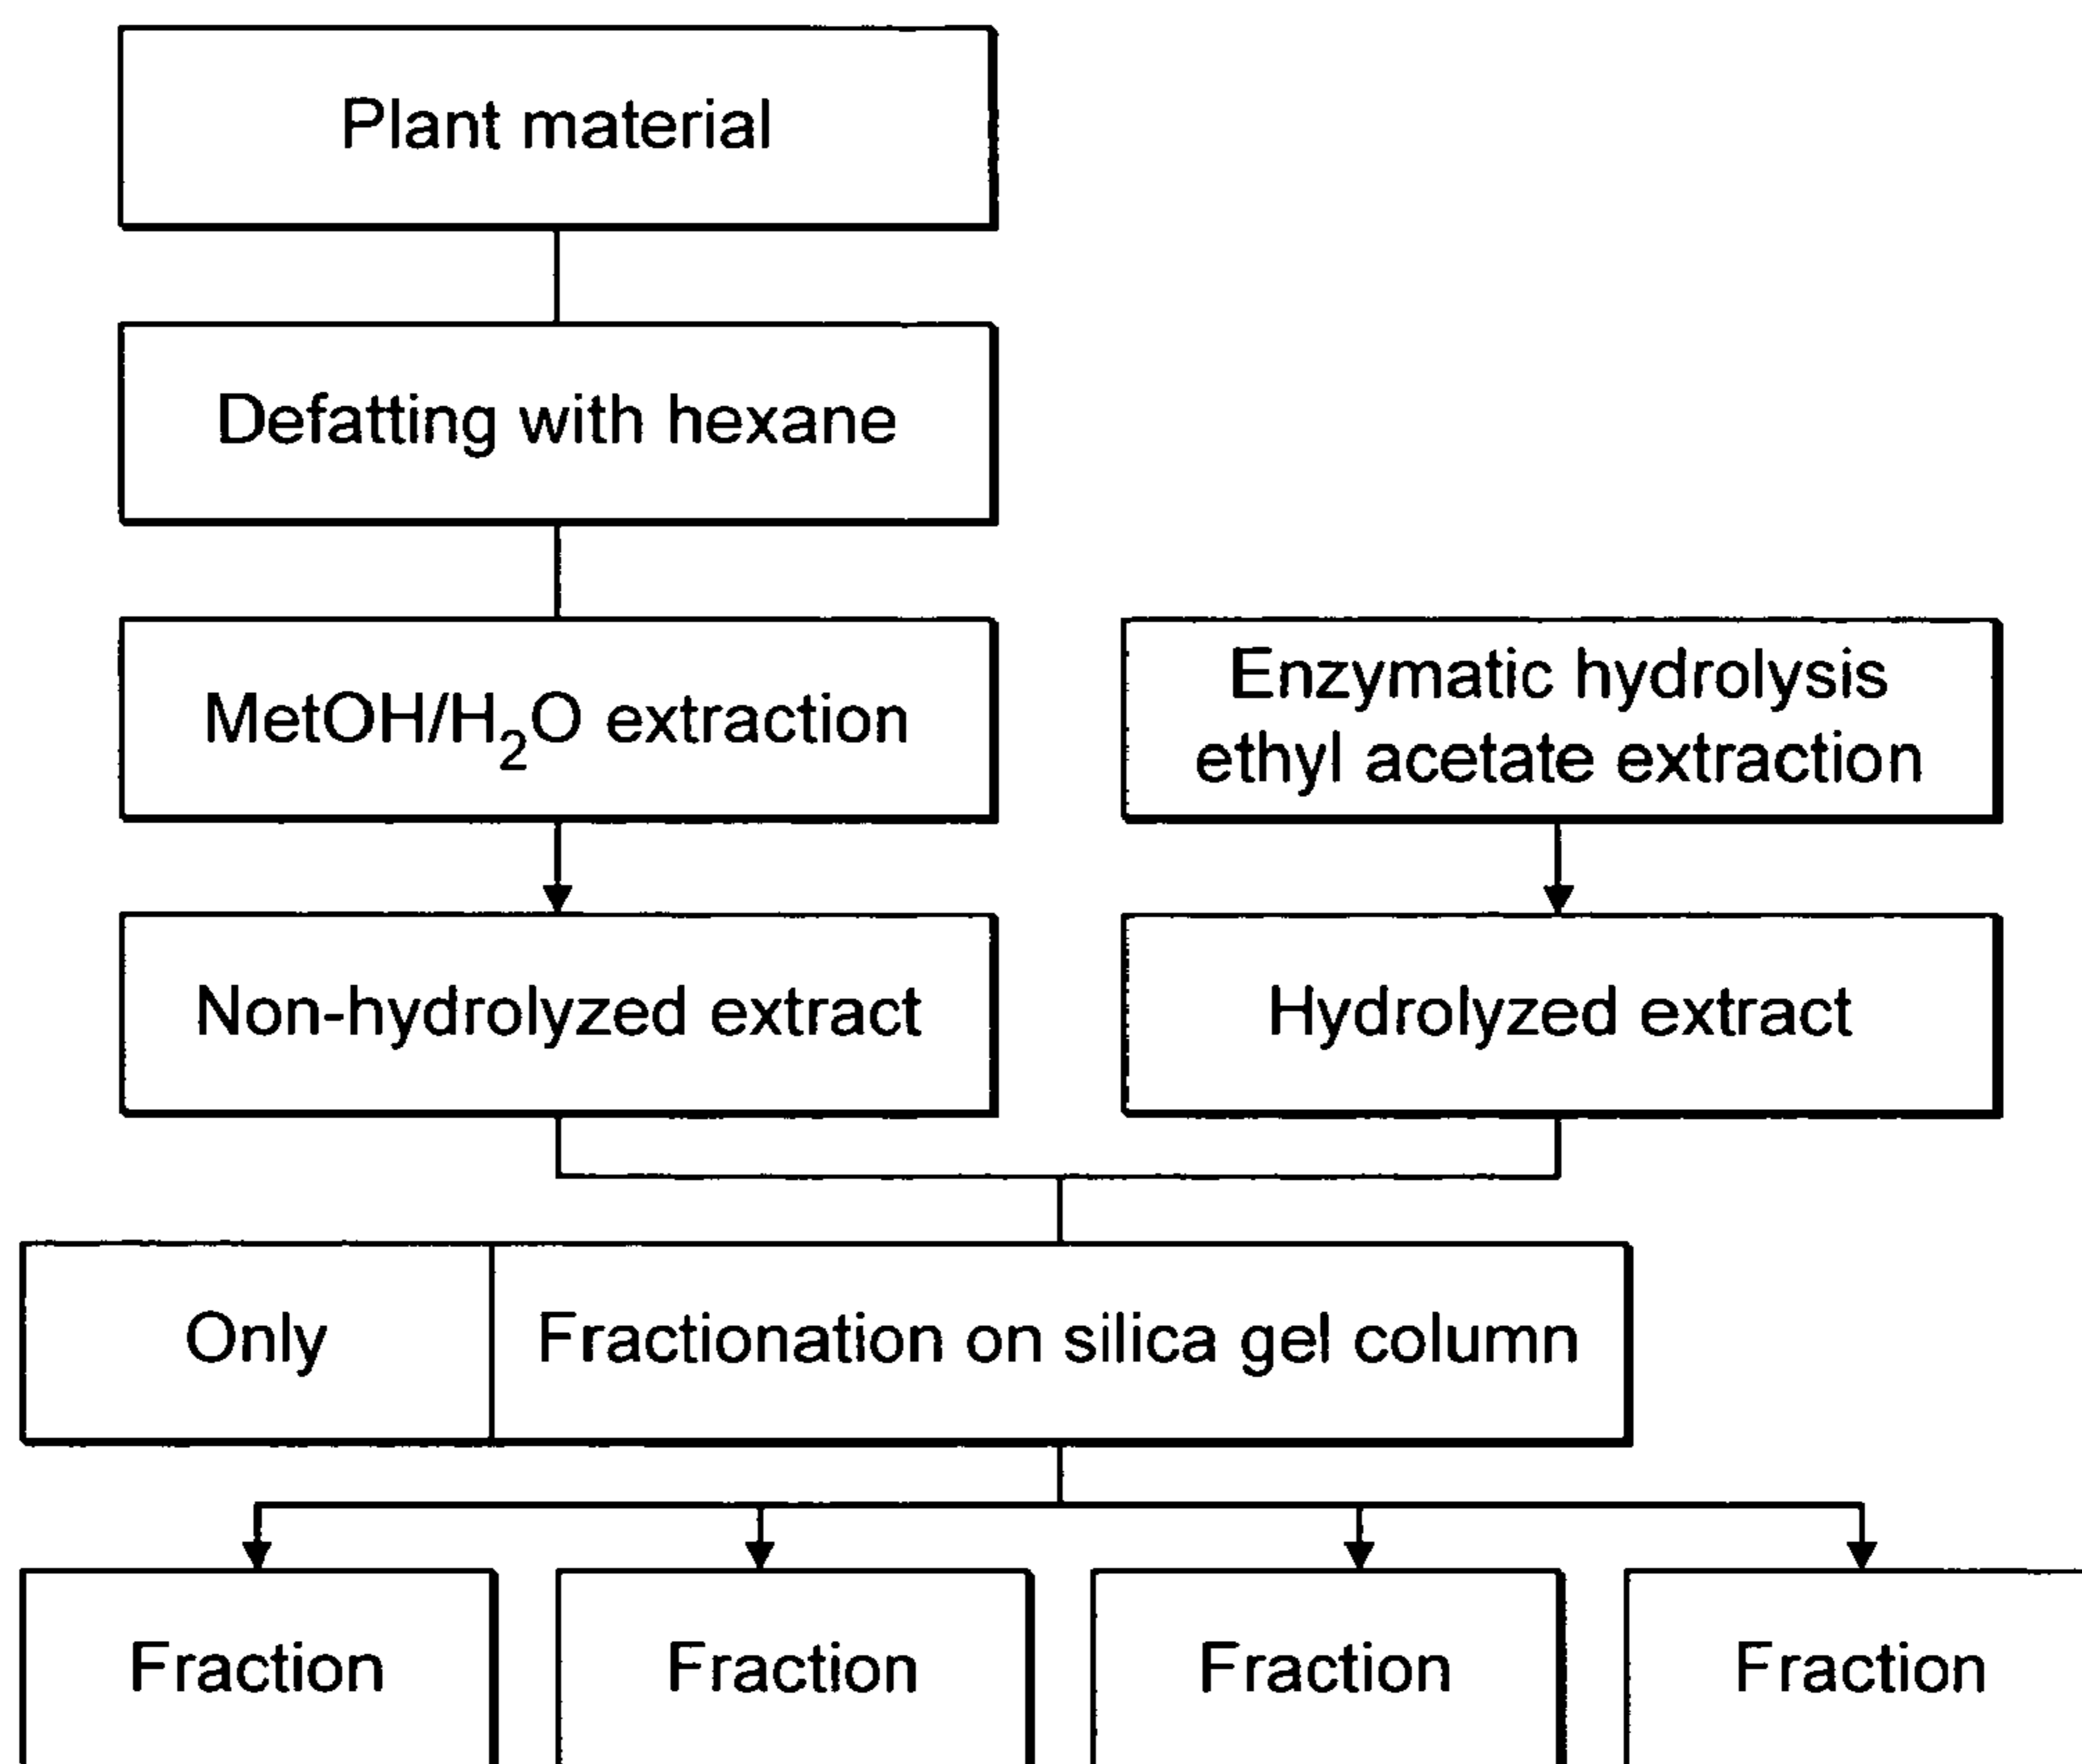 Plant material
Defatting with hexane
MetOH/H₂O extraction
Enzymatic hydrolysis
ethyl acetate extraction
Non-hydrolyzed extract
Hydrolyzed extract
Only
Fractionation on silica gel column
Fraction
Fraction
Fraction
Fraction